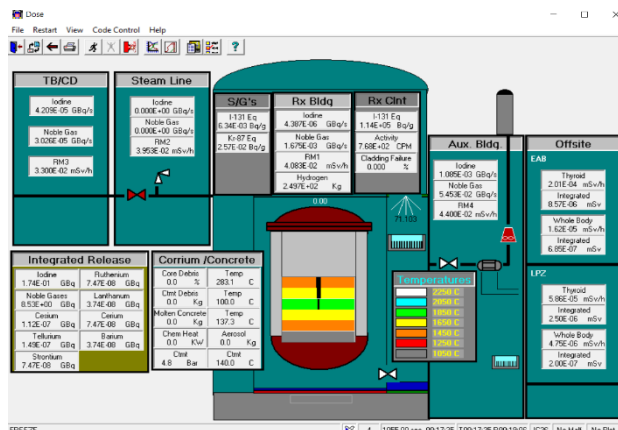 Dose
File Restart View Code Control Help
TB/CD
Iodine
4.209E-05 GBq/s
Noble Gas
3.026E-05 GBq/s
RM3
3.300E-02 mSv/h
Steam Line
Iodine
0.000E+00 GBq/s
Noble Gas
0.000E+00 GBq/s
RM2
3.953E-02 mSv/h
S/G's
I-131 Eq
6.34E-03 Bq/g
Kr-87 Eq
2.57E-02 Bq/g
Rx Bldg
Iodine
4.387E-06 GBq/s
Noble Gas
1.675E-03 GBq/s
RM1
4.083E-02 mSv/h
Hydrogen
2.497E+02 Kg
Rx Clnt
I-131 Eq
1.14E+05 Bq/g
Activity
7.68E+02 CPM
Cladding Failure
0.000 %
0.00
71.103
Aux. Bldg.
Iodine
1.085E-03 GBq/s
Noble Gas
5.453E-02 GBq/s
RM4
4.400E-02 mSv/h
Offsite
EAB
Thyroid
2.01E-04 mSv/h
Integrated
8.57E-06 mSv
Whole Body
1.62E-05 mSv/h
Integrated
6.85E-07 mSv
LPZ
Thyroid
5.86E-05 mSv/h
Integrated
2.50E-06 mSv
Whole Body
4.75E-06 mSv/h
Integrated
2.00E-07 mSv
Integrated Release
Iodine Ruthenium
1.74E-01 GBq 7.47E-08 GBq
Noble Gases Lanthanum
8.53E+00 GBq 3.74E-08 GBq
Cesium Cerium
1.12E-07 GBq 7.47E-08 GBq
Tellurium Barium
1.49E-07 GBq 3.74E-08 GBq
Strontium
7.47E-08 GBq
Corrium /Concrete
Core Debris Temp
0.0 % 283.1 C
Ctmt Debris Temp
0.0 Kg 100.0 C
Molten Concrete Temp
0.0 Kg 137.3 C
Chem Heat Aerosol
0.0 KW 0.0 Kg
Ctmt Ctmt
4.8 Bar 140.0 C
Temperatures
2250 C
2050 C
1850 C
1650 C
1450 C
1250 C
1050 C